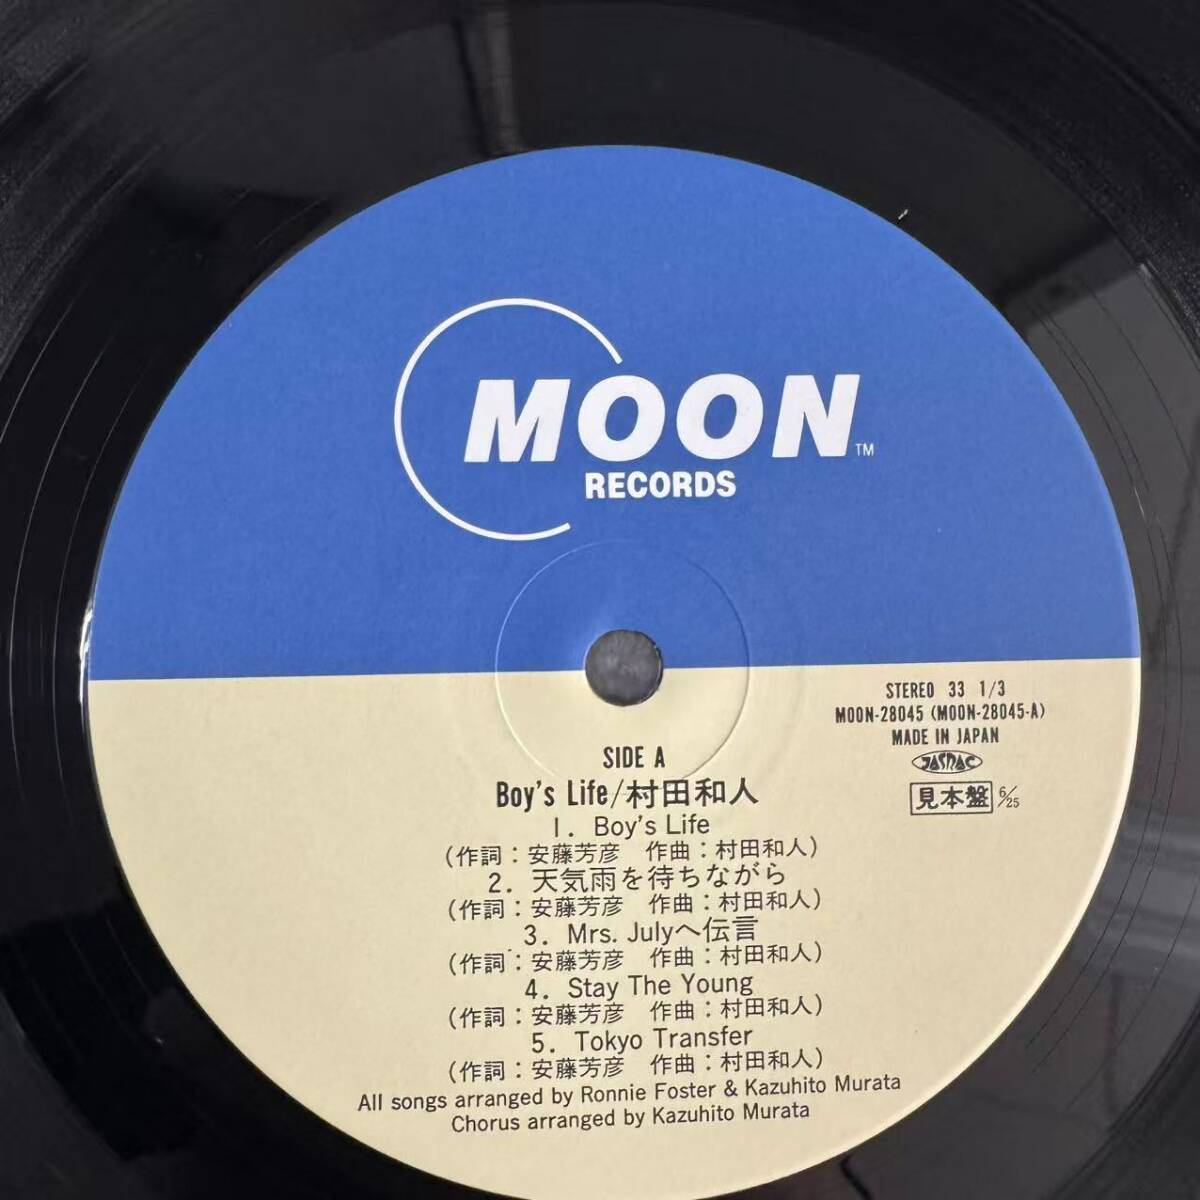 MOON™
RECORDS
STEREO 33 1/3
MOON-28045 (MOON-28045-A)
MADE IN JAPAN
JASRAC
見本盤 6/25
SIDE A
Boy's Life/村田和人
1. Boy's Life
(作詞：安藤芳彦 作曲：村田和人)
2. 天気雨を待ちながら
(作詞：安藤芳彦 作曲：村田和人)
3. Mrs. Julyへ伝言
(作詞：安藤芳彦 作曲：村田和人)
4. Stay The Young
(作詞：安藤芳彦 作曲：村田和人)
5. Tokyo Transfer
(作詞：安藤芳彦 作曲：村田和人)
All songs arranged by Ronnie Foster & Kazuhito Murata
Chorus arranged by Kazuhito Murata